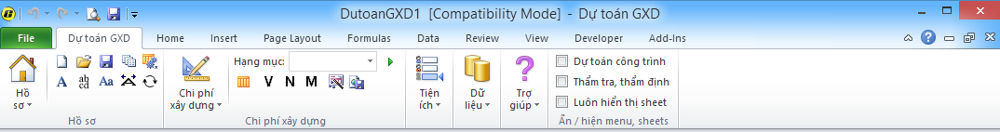 DutoanGXD1 [Compatibility Mode] - Dự toán GXD
File Dự toán GXD Home Insert Page Layout Formulas Data Review View Developer Add-Ins
Hồ sơ
A ab cd Aa
Hồ sơ
Chi phí xây dựng
Hạng mục:
V N M
Chi phí xây dựng
Tiện ích
Dữ liệu
Trợ giúp
Dự toán công trình
Thẩm tra, thẩm định
Luôn hiển thị sheet
Ẩn / hiện menu, sheets